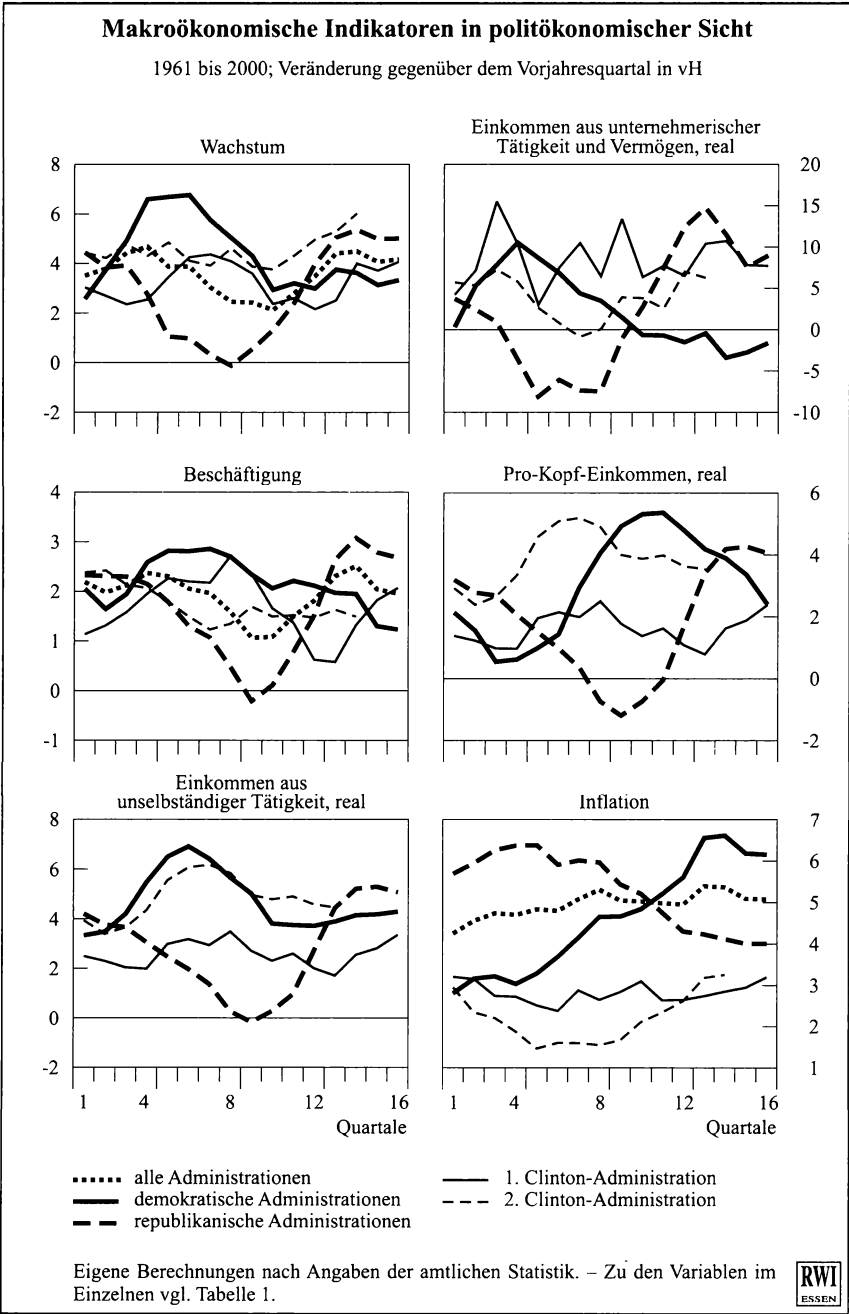 Makroökonomische Indikatoren in politökonomischer Sicht
1961 bis 2000; Veränderung gegenüber dem Vorjahresquartal in vH
Wachstum
8
6
4
2
0
-2
Einkommen aus unternehmerischer
Tätigkeit und Vermögen, real
20
15
10
5
0
-5
-10
Beschäftigung
4
3
2
1
0
-1
Pro-Kopf-Einkommen, real
6
4
2
0
-2
Einkommen aus
unselbständiger Tätigkeit, real
8
6
4
2
0
-2
1 4 8 12 16
Quartale
Inflation
7
6
5
4
3
2
1
1 4 8 12 16
Quartale
alle Administrationen
demokratische Administrationen
republikanische Administrationen
1. Clinton-Administration
2. Clinton-Administration
Eigene Berechnungen nach Angaben der amtlichen Statistik. – Zu den Variablen im
Einzelnen vgl. Tabelle 1.
RWI
ESSEN